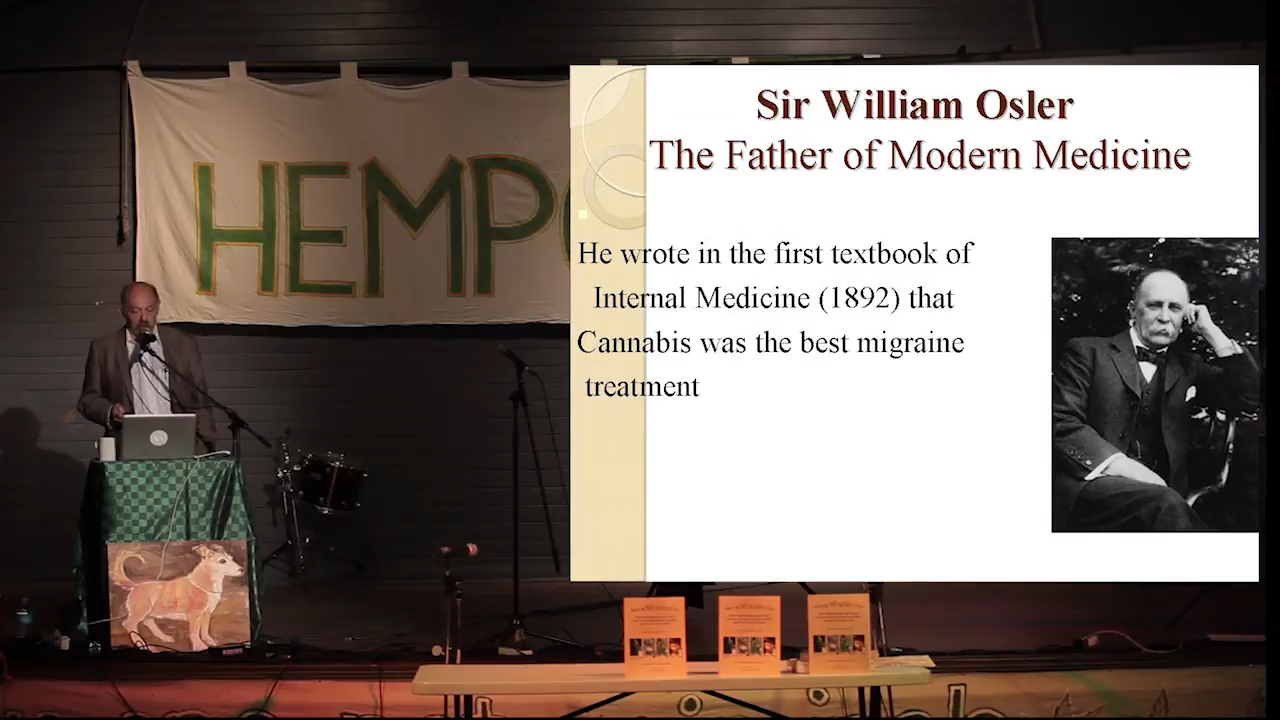 HEMP
Sir William Osler
The Father of Modern Medicine
He wrote in the first textbook of
Internal Medicine (1892) that
Cannabis was the best migraine
treatment